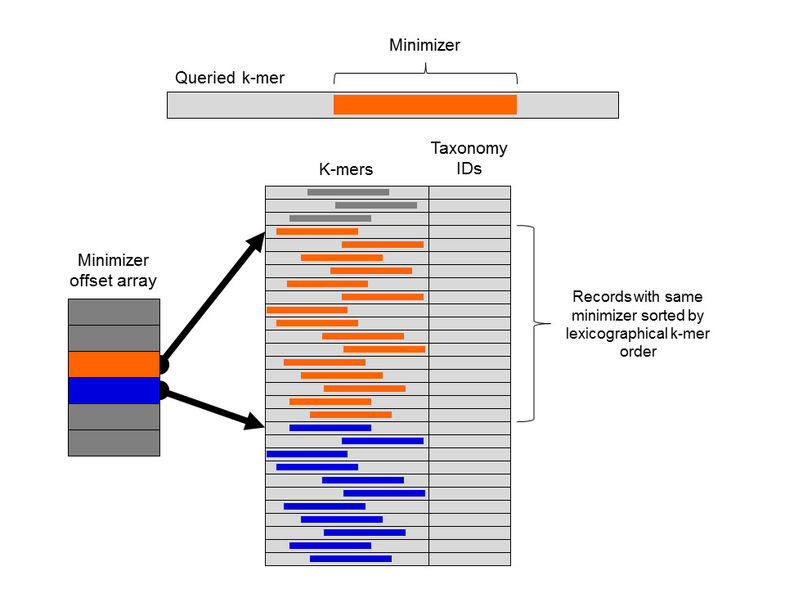 Minimizer
Queried k-mer
Taxonomy
IDs
K-mers
Minimizer
offset array
Records with same
minimizer sorted by
lexicographical k-mer
order